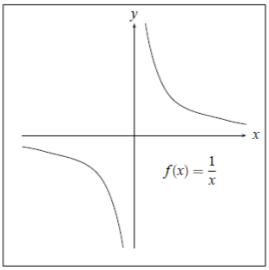 y
x
f(x) = 1/x